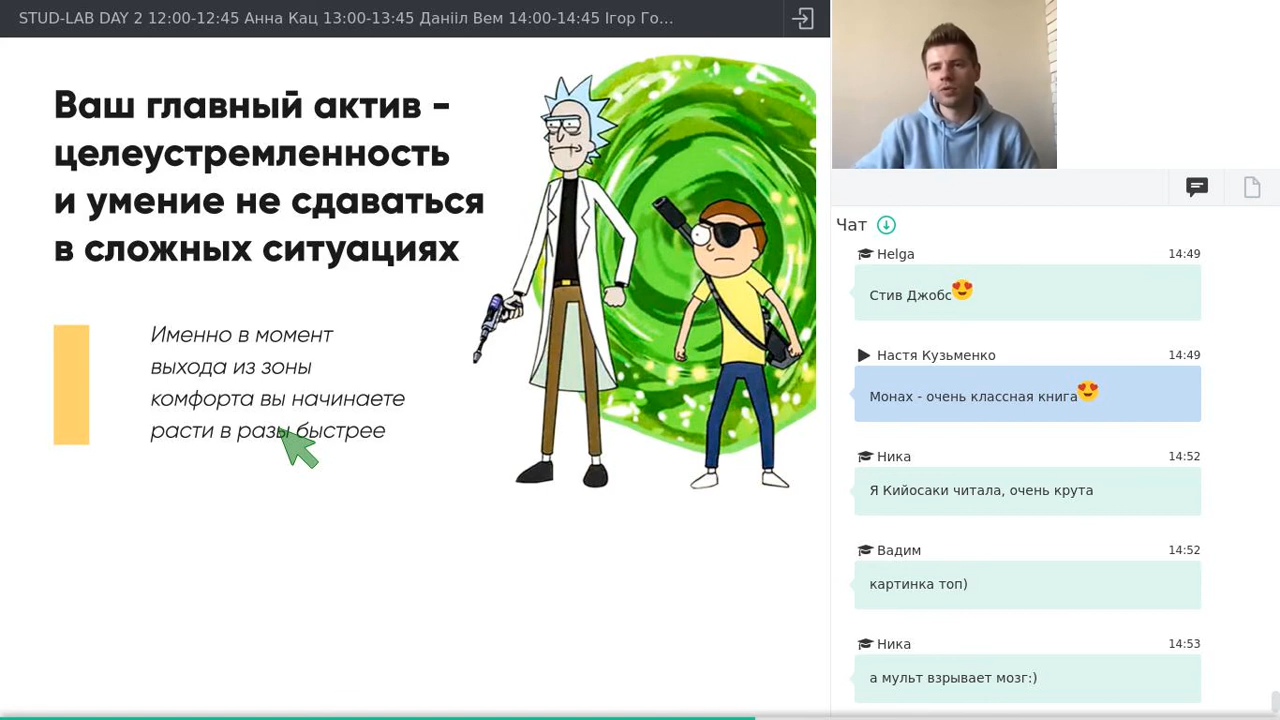 STUD-LAB DAY 2 12:00-12:45 Анна Кац 13:00-13:45 Данііл Вем 14:00-14:45 Ігор Го...
Ваш главный актив -
целеустремленность
и умение не сдаваться
в сложных ситуациях
Именно в момент
выхода из зоны
комфорта вы начинаете
расти в разы быстрее
Чат
Helga 14:49
Стив Джобс😍
Настя Кузьменко 14:49
Монах - очень классная книга😍
Ника 14:52
Я Кийосаки читала, очень крута
Вадим 14:52
картинка топ)
Ника 14:53
а мульт взрывает мозг:)